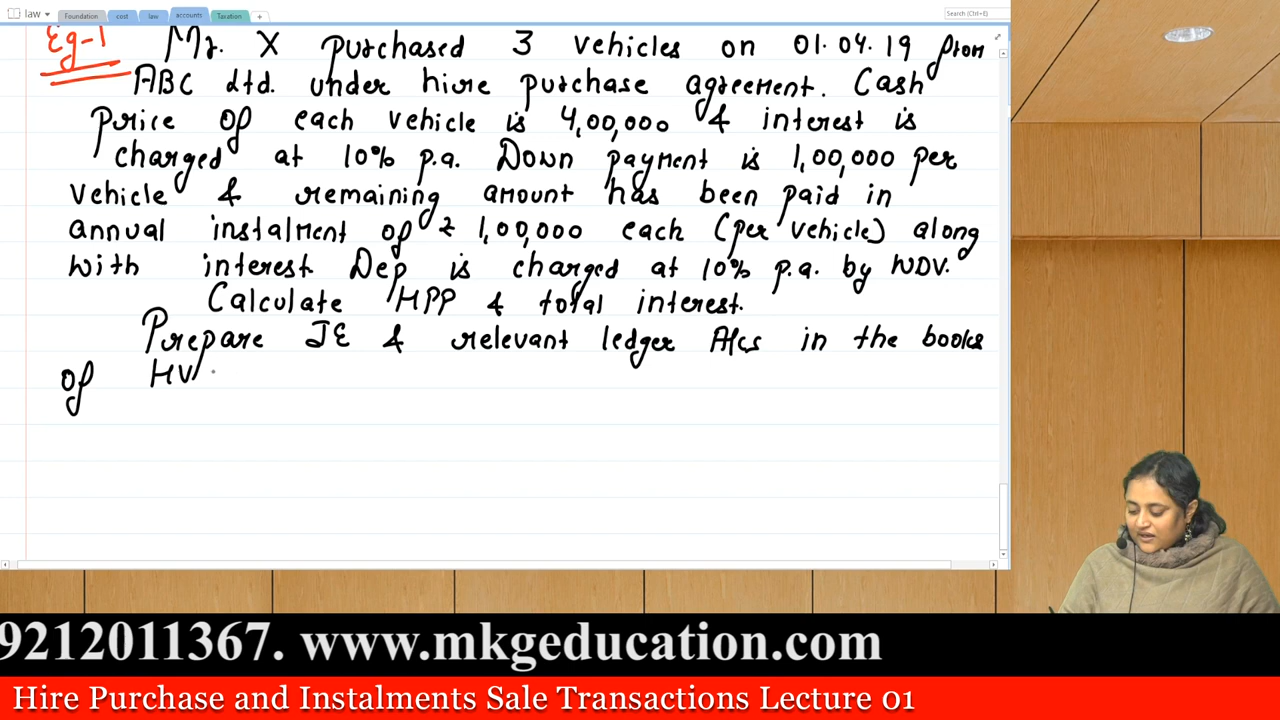 law
Foundation
cost
law
accounts
Taxation
+
Search (Ctrl+E)
Eg-1 Mr. X purchased 3 vehicles on 01.04.19 from
ABC Ltd. under hire purchase agreement. Cash
Price of each vehicle is 4,00,000 & interest is
charged at 10% p.a. Down payment is 1,00,000 per
vehicle & remaining amount has been paid in
annual instalment of ₹ 1,00,000 each (per vehicle) along
with interest. Dep is charged at 10% p.a. by WDV.
Calculate HPP & total interest.
Prepare JE & relevant ledger A/cs in the books
of HV
9212011367. www.mkgeducation.com
Hire Purchase and Instalments Sale Transactions Lecture 01